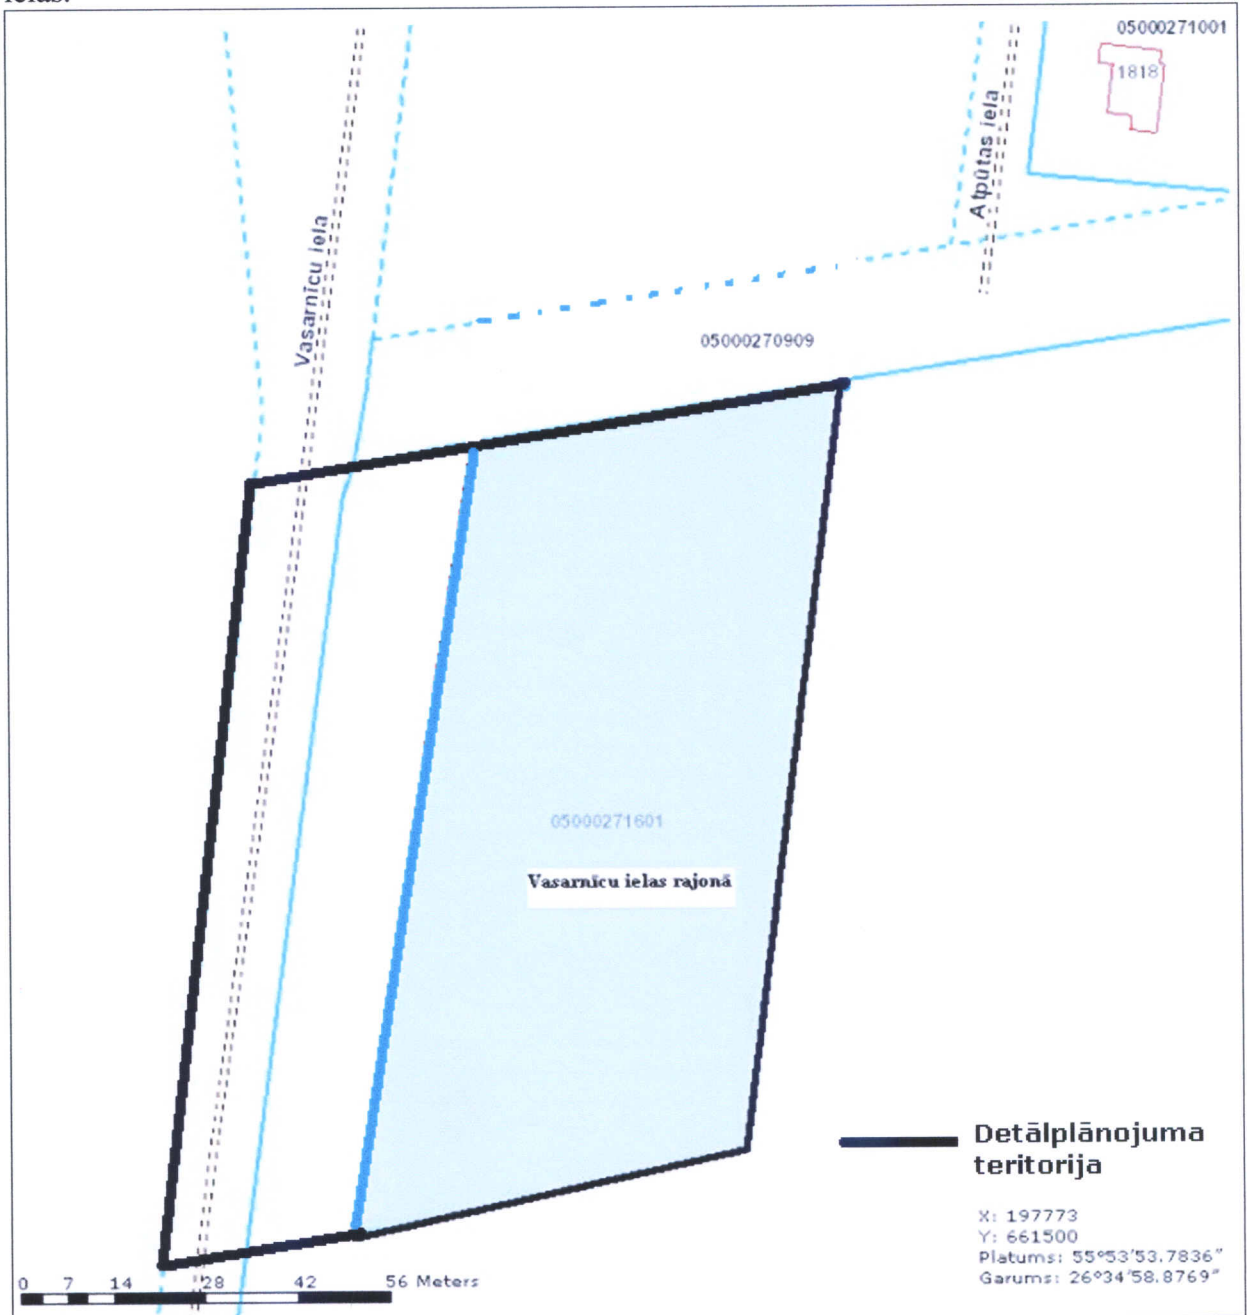 ielas.
05000271001
1818
Atpūtas iela
Vasarnīcu iela
05000270909
05000271601
Vasarnīcu ielas rajonā
Detālplānojuma
teritorija
X: 197773
Y: 661500
Platums: 55°53'53.7836"
Garums: 26°34'58.8769"
0 7 14 28 42 56 Meters